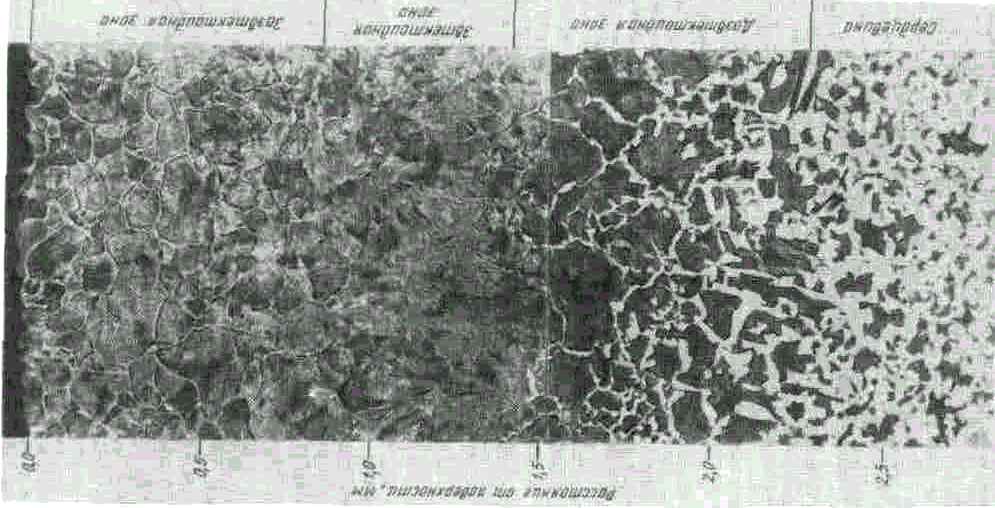 Заэвтектоидная зона
Эвтектоидная
зона
Доэвтектоидная зона
Сердцевина
0,0
0,5
1,0
1,5
2,0
2,5
Расстояние от поверхности, мм